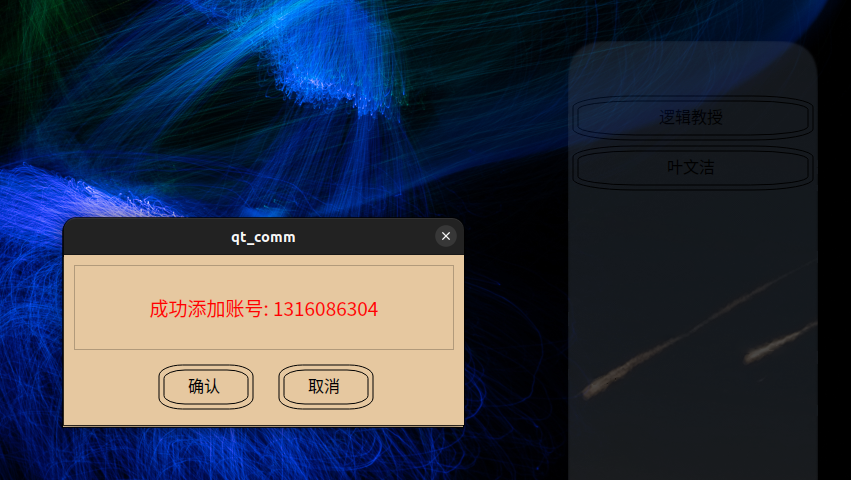 逻辑教授
叶文洁
qt_comm
成功添加账号: 1316086304
确认
取消